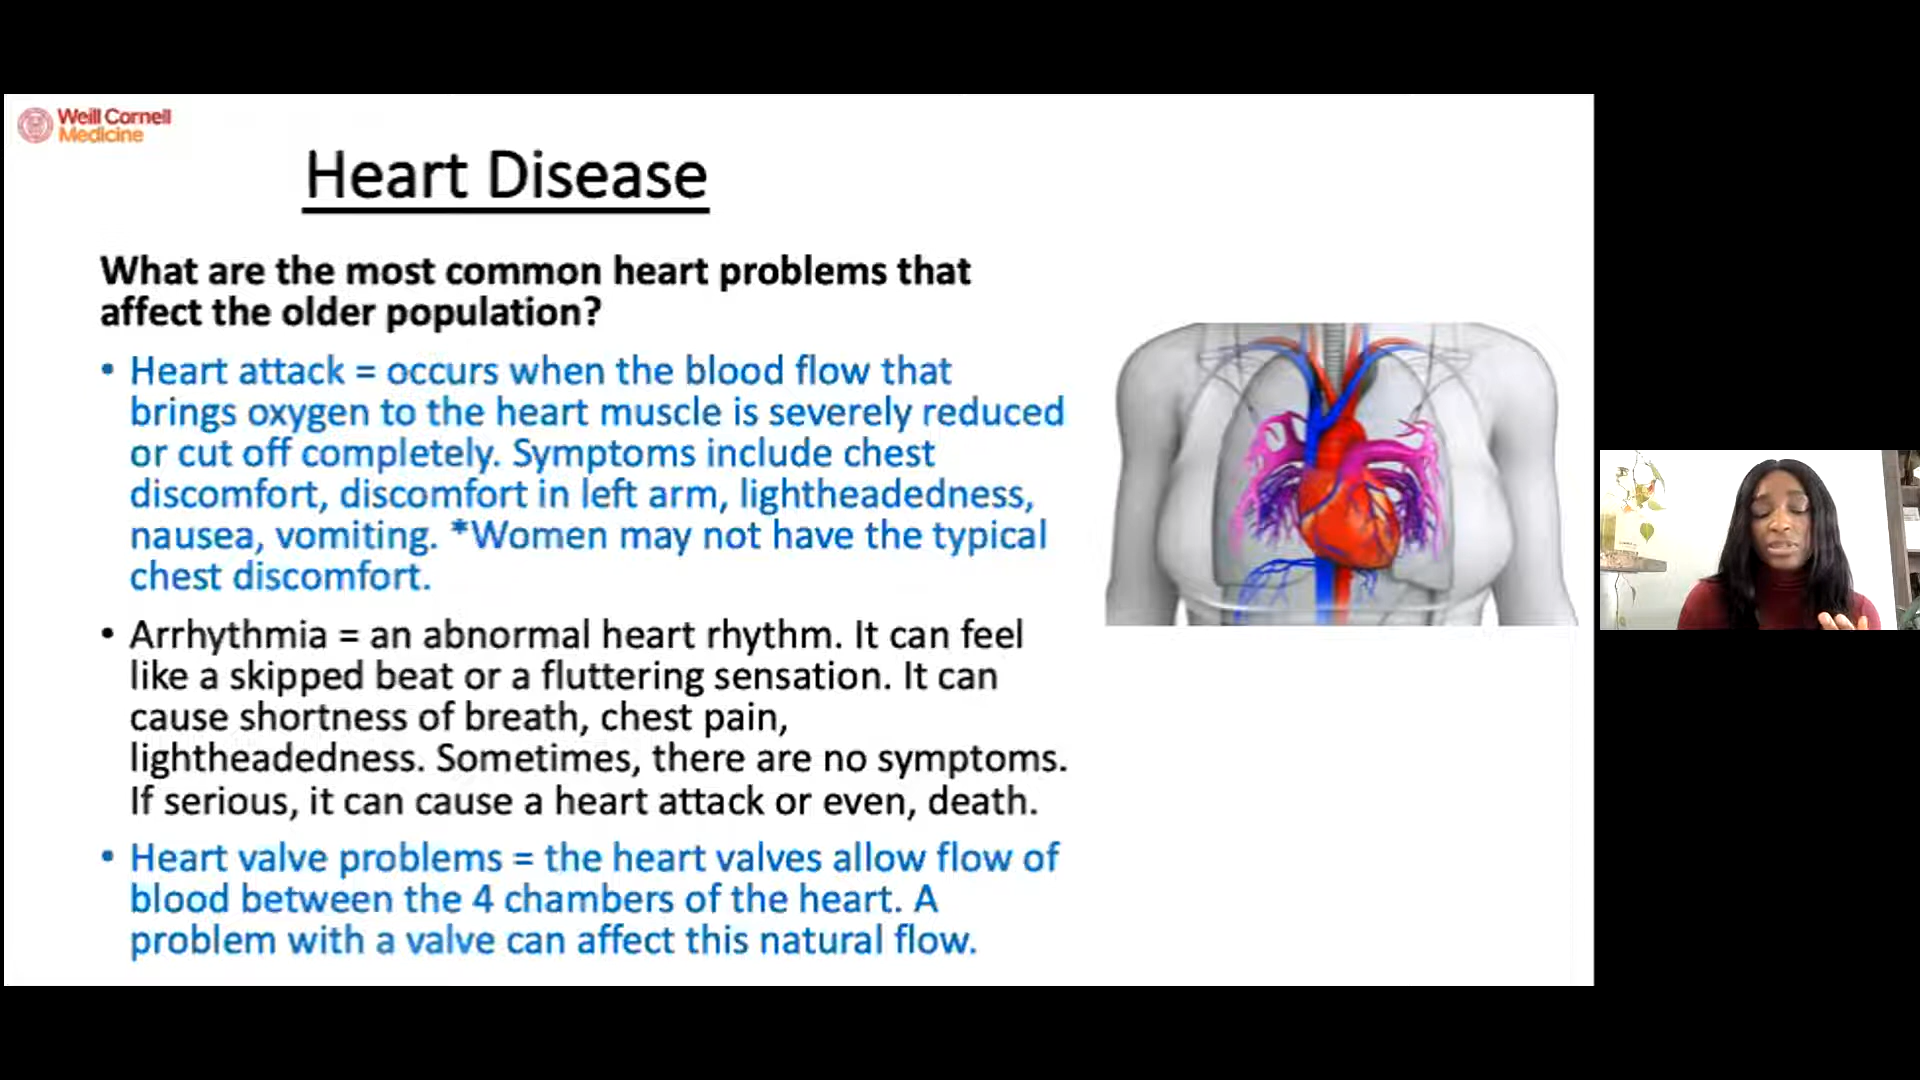 Weill Cornell
Medicine
Heart Disease
What are the most common heart problems that
affect the older population?
• Heart attack = occurs when the blood flow that
brings oxygen to the heart muscle is severely reduced
or cut off completely. Symptoms include chest
discomfort, discomfort in left arm, lightheadedness,
nausea, vomiting. *Women may not have the typical
chest discomfort.
• Arrhythmia = an abnormal heart rhythm. It can feel
like a skipped beat or a fluttering sensation. It can
cause shortness of breath, chest pain,
lightheadedness. Sometimes, there are no symptoms.
If serious, it can cause a heart attack or even, death.
• Heart valve problems = the heart valves allow flow of
blood between the 4 chambers of the heart. A
problem with a valve can affect this natural flow.